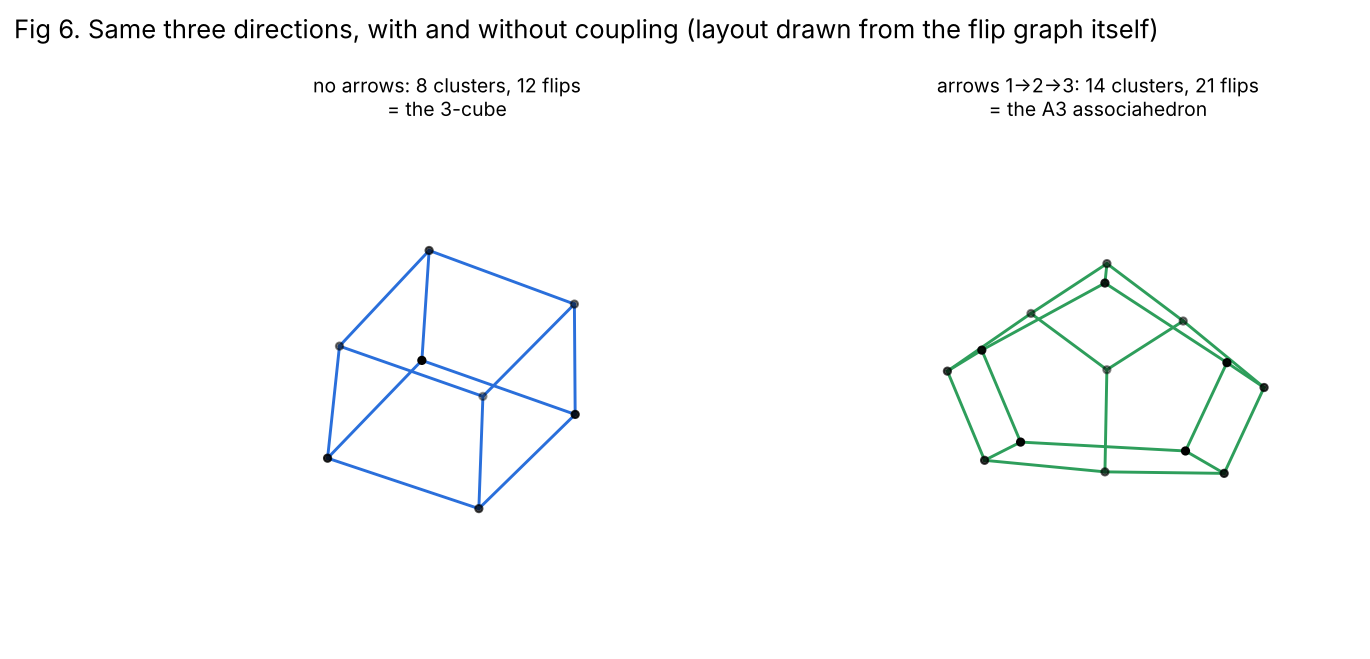 Fig 6. Same three directions, with and without coupling (layout drawn from the flip graph itself)
no arrows: 8 clusters, 12 flips
= the 3-cube
arrows 1→2→3: 14 clusters, 21 flips
= the A3 associahedron